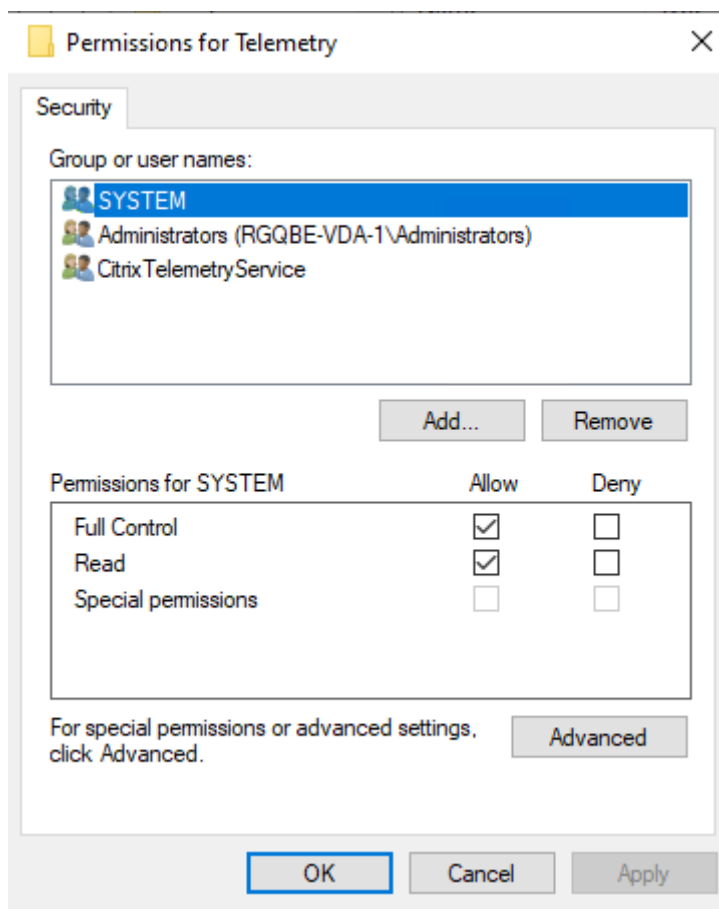 Permissions for Telemetry
Security
Group or user names:
SYSTEM
Administrators (RGQBE-VDA-1\Administrators)
CitrixTelemetryService
Add... Remove
Permissions for SYSTEM Allow Deny
Full Control
Read
Special permissions
For special permissions or advanced settings, Advanced
click Advanced.
OK Cancel Apply